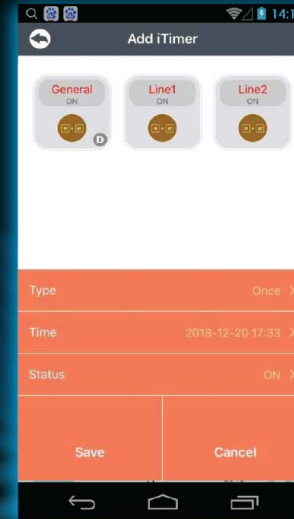 14:1
Add iTimer
General
ON
D
Line1
ON
Line2
ON
Type Once
Time 2018-12-20 17:33
Status ON
Save Cancel